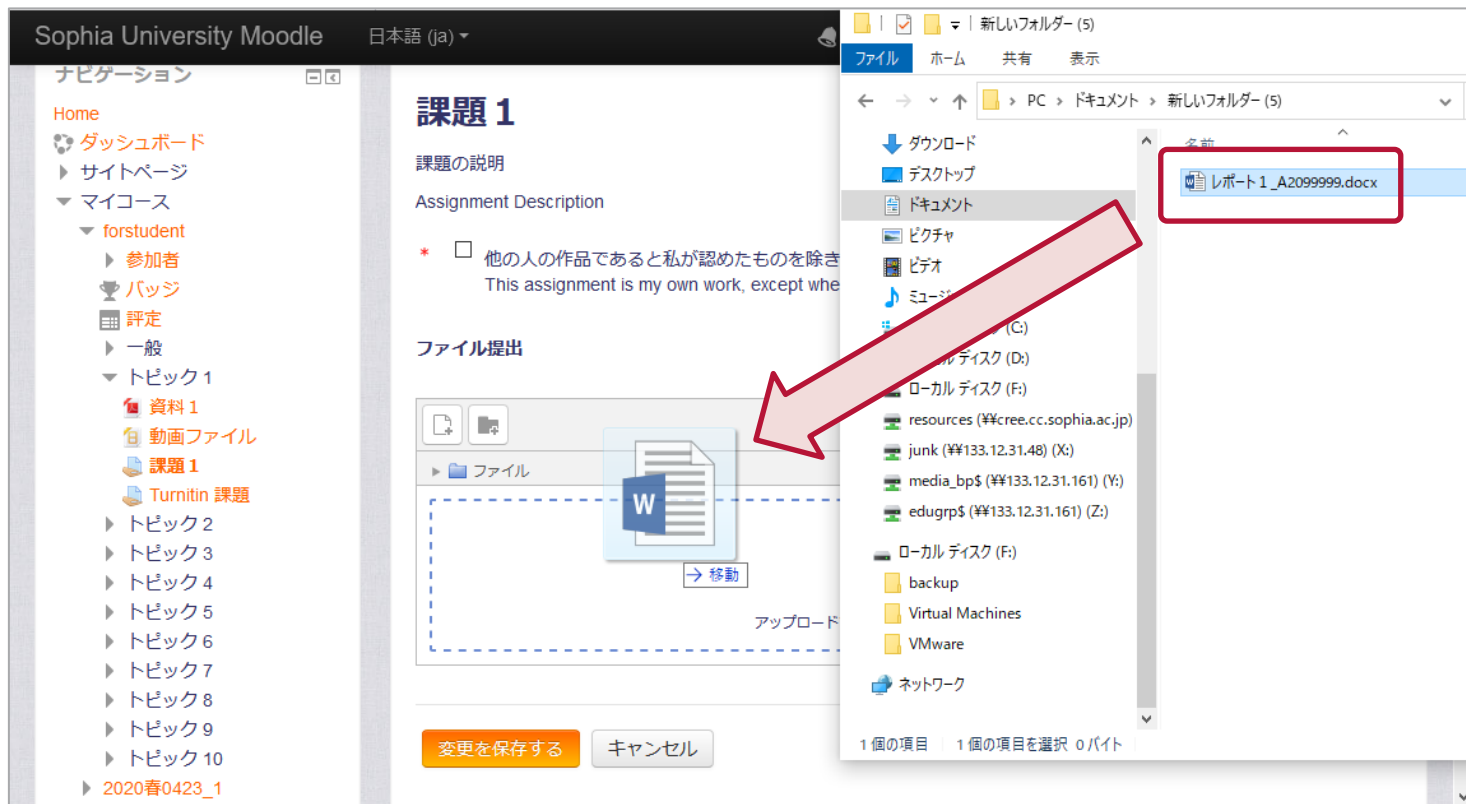 Sophia University Moodle 日本語 (ja)
ナビゲーション
Home
ダッシュボード
サイトページ
マイコース
forstudent
参加者
バッジ
評定
一般
トピック 1
資料 1
動画ファイル
課題 1
Turnitin 課題
トピック 2
トピック 3
トピック 4
トピック 5
トピック 6
トピック 7
トピック 8
トピック 9
トピック 10
2020春0423_1
課題 1
課題の説明
Assignment Description
* 他の人の作品であると私が認めたものを除き
This assignment is my own work, except whe
ファイル提出
ファイル
W
→ 移動
アップロード
変更を保存する キャンセル
新しいフォルダー (5)
ファイル ホーム 共有 表示
PC › ドキュメント › 新しいフォルダー (5)
ダウンロード
デスクトップ
ドキュメント
ピクチャ
ビデオ
ミュージ
(C:)
ル ディスク (D:)
ローカル ディスク (F:)
resources (¥¥cree.cc.sophia.ac.jp)
junk (¥¥133.12.31.48) (X:)
media_bp$ (¥¥133.12.31.161) (Y:)
edugrp$ (¥¥133.12.31.161) (Z:)
ローカル ディスク (F:)
backup
Virtual Machines
VMware
ネットワーク
名前
レポート 1 _A2099999.docx
1 個の項目 1 個の項目を選択 0 バイト